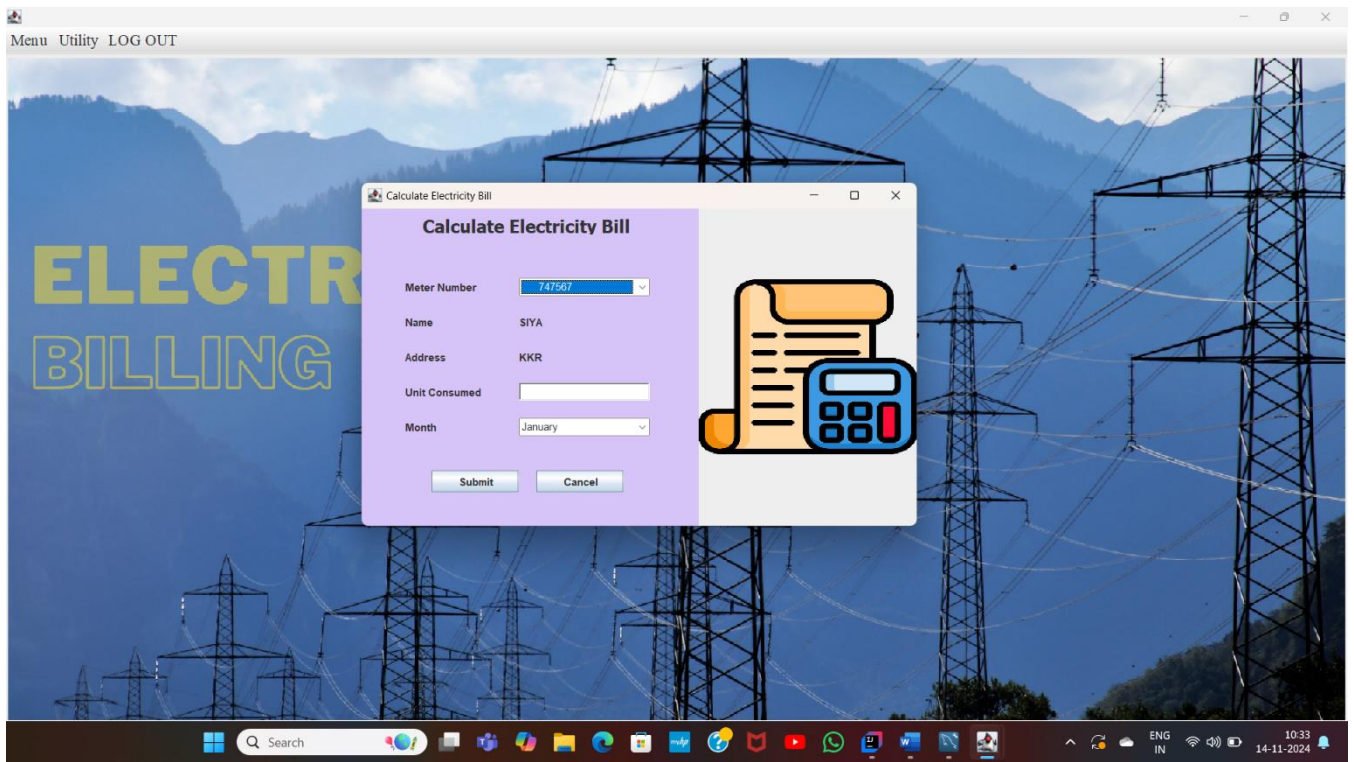 Menu Utility LOG OUT
Calculate Electricity Bill
Calculate Electricity Bill
ELECTR
BILLING
Meter Number 747567
Name SIYA
Address KKR
Unit Consumed
Month January
Submit Cancel
Search
ENG
IN
10:33
14-11-2024